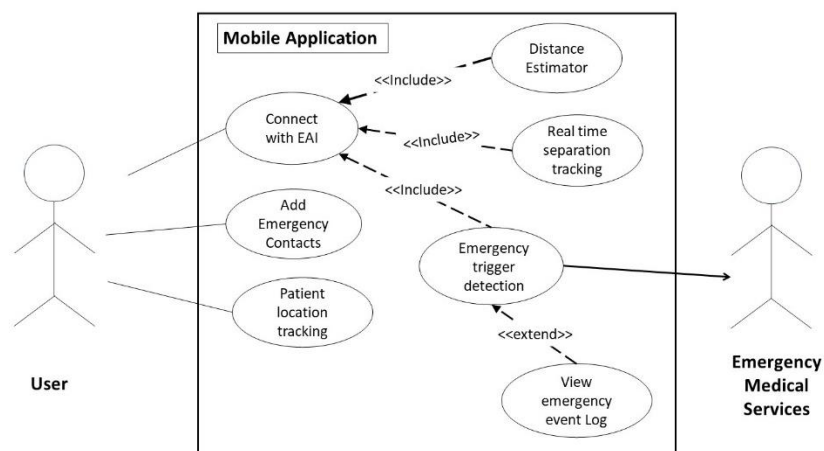 Mobile Application
Distance
Estimator
<<Include>>
Connect
with EAI
<<Include>>
Real time
separation
tracking
<<Include>>
Add
Emergency
Contacts
Emergency
trigger
detection
Patient
location
tracking
<<extend>>
View
emergency
event Log
User
Emergency
Medical
Services